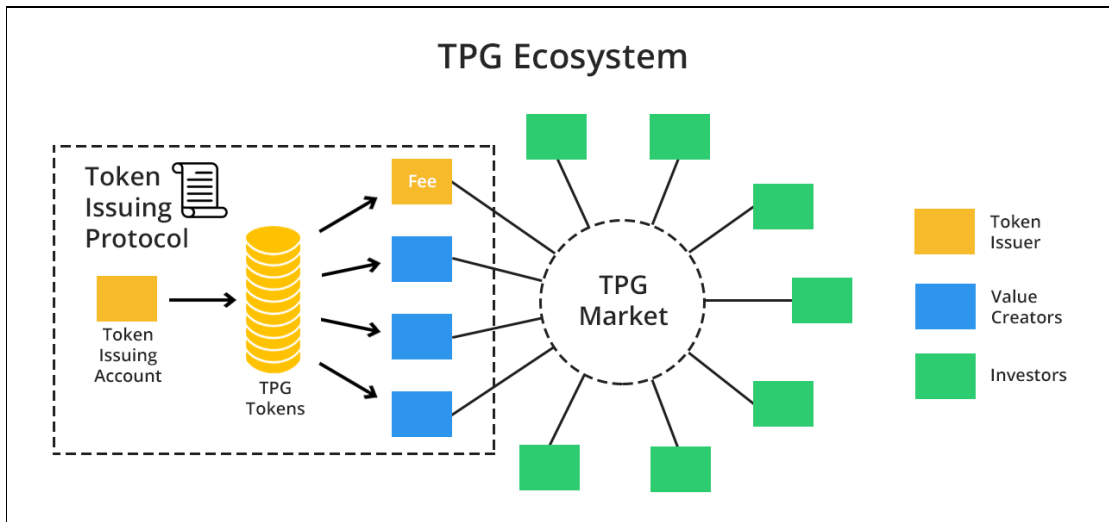 TPG Ecosystem
Token
Issuing
Protocol
Fee
Token
Issuing
Account
TPG
Tokens
TPG
Market
Token
Issuer
Value
Creators
Investors